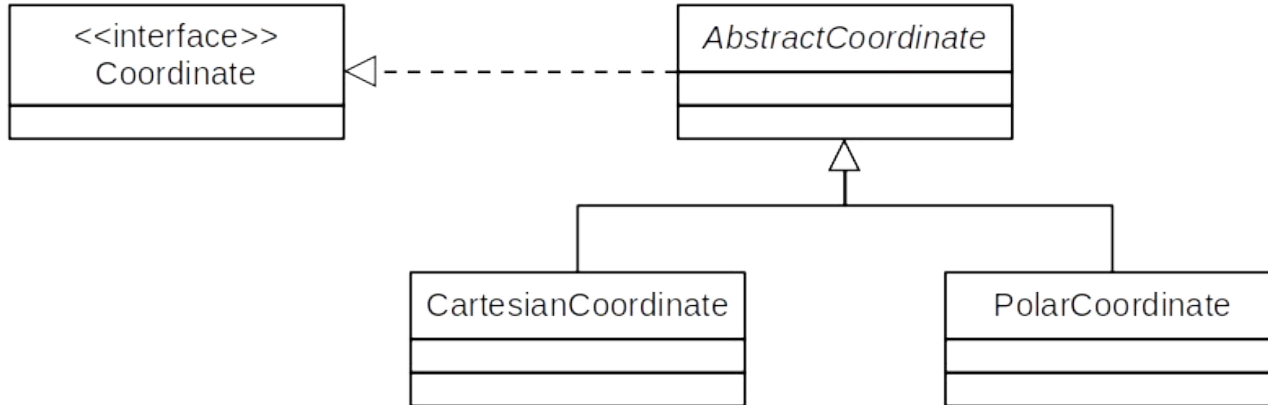 <<interface>>
Coordinate
AbstractCoordinate
CartesianCoordinate
PolarCoordinate